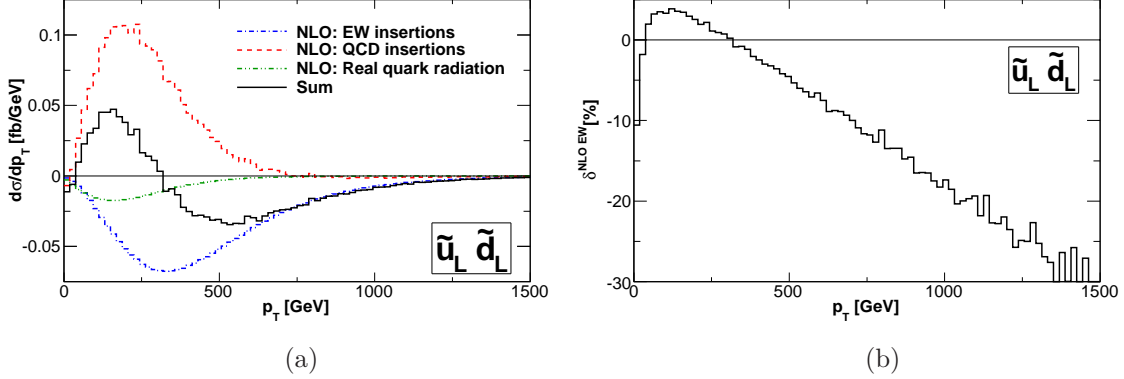 NLO: EW insertions
NLO: QCD insertions
NLO: Real quark radiation
Sum
0.1
0.05
0
-0.05
dσ/dp_T [fb/GeV]
ũ_L d̃_L
0 500 1000 1500
p_T [GeV]
(a)
0
-10
-20
-30
δ^NLO EW [%]
ũ_L d̃_L
0 500 1000 1500
p_T [GeV]
(b)